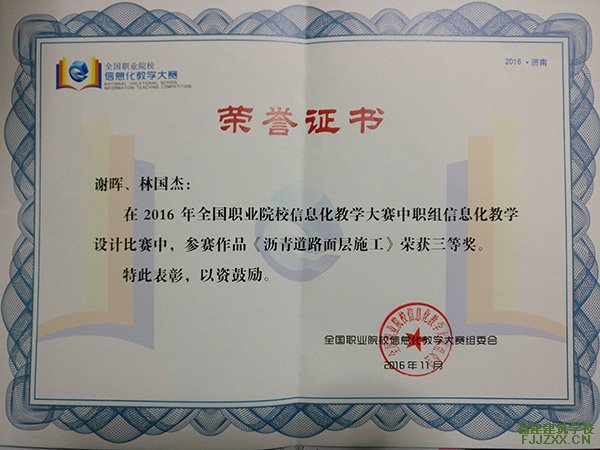 全国职业院校
信息化教学大赛
NATIONAL VOCATIONAL SCHOOL
INFORMATION TEACHING COMPETITION
2016·济南
荣誉证书
谢晖、林国杰：
在 2016 年全国职业院校信息化教学大赛中职组信息化教学
设计比赛中，参赛作品《沥青道路面层施工》荣获三等奖。
特此表彰，以资鼓励。
全国职业院校信息化教学大赛组委会
2016年11月
福建建筑学校
FJJZXX.CN